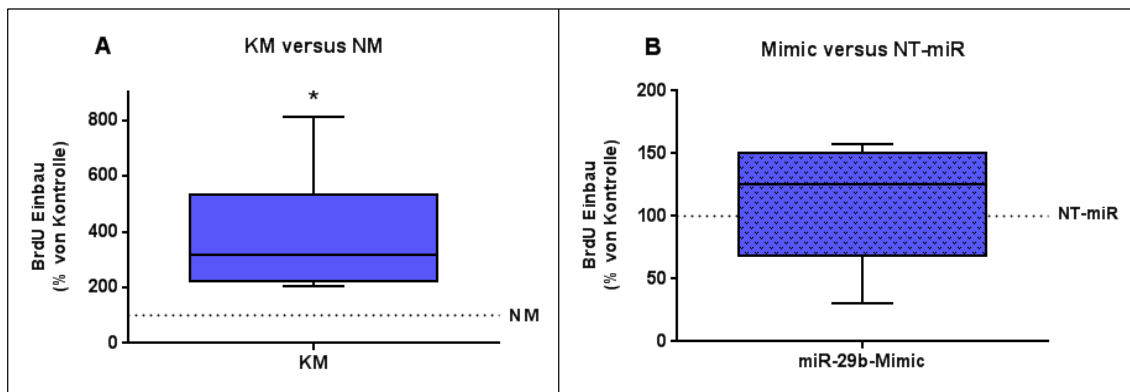 A
KM versus NM
*
BrdU Einbau
(% von Kontrolle)
800
600
400
200
0
NM
KM
B
Mimic versus NT-miR
BrdU Einbau
(% von Kontrolle)
200
150
100
50
0
NT-miR
miR-29b-Mimic